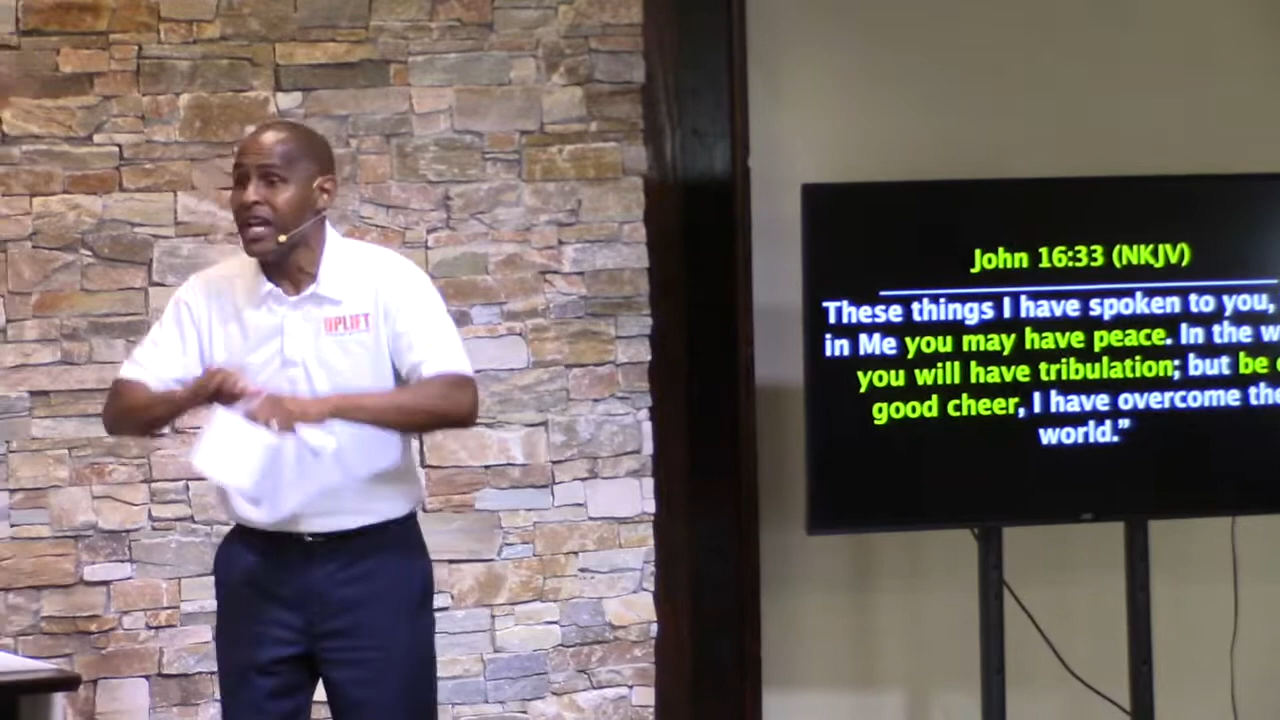 UPLIFT
John 16:33 (NKJV)
These things I have spoken to you,
in Me you may have peace. In the
you will have tribulation; but be
good cheer, I have overcome the
world.”